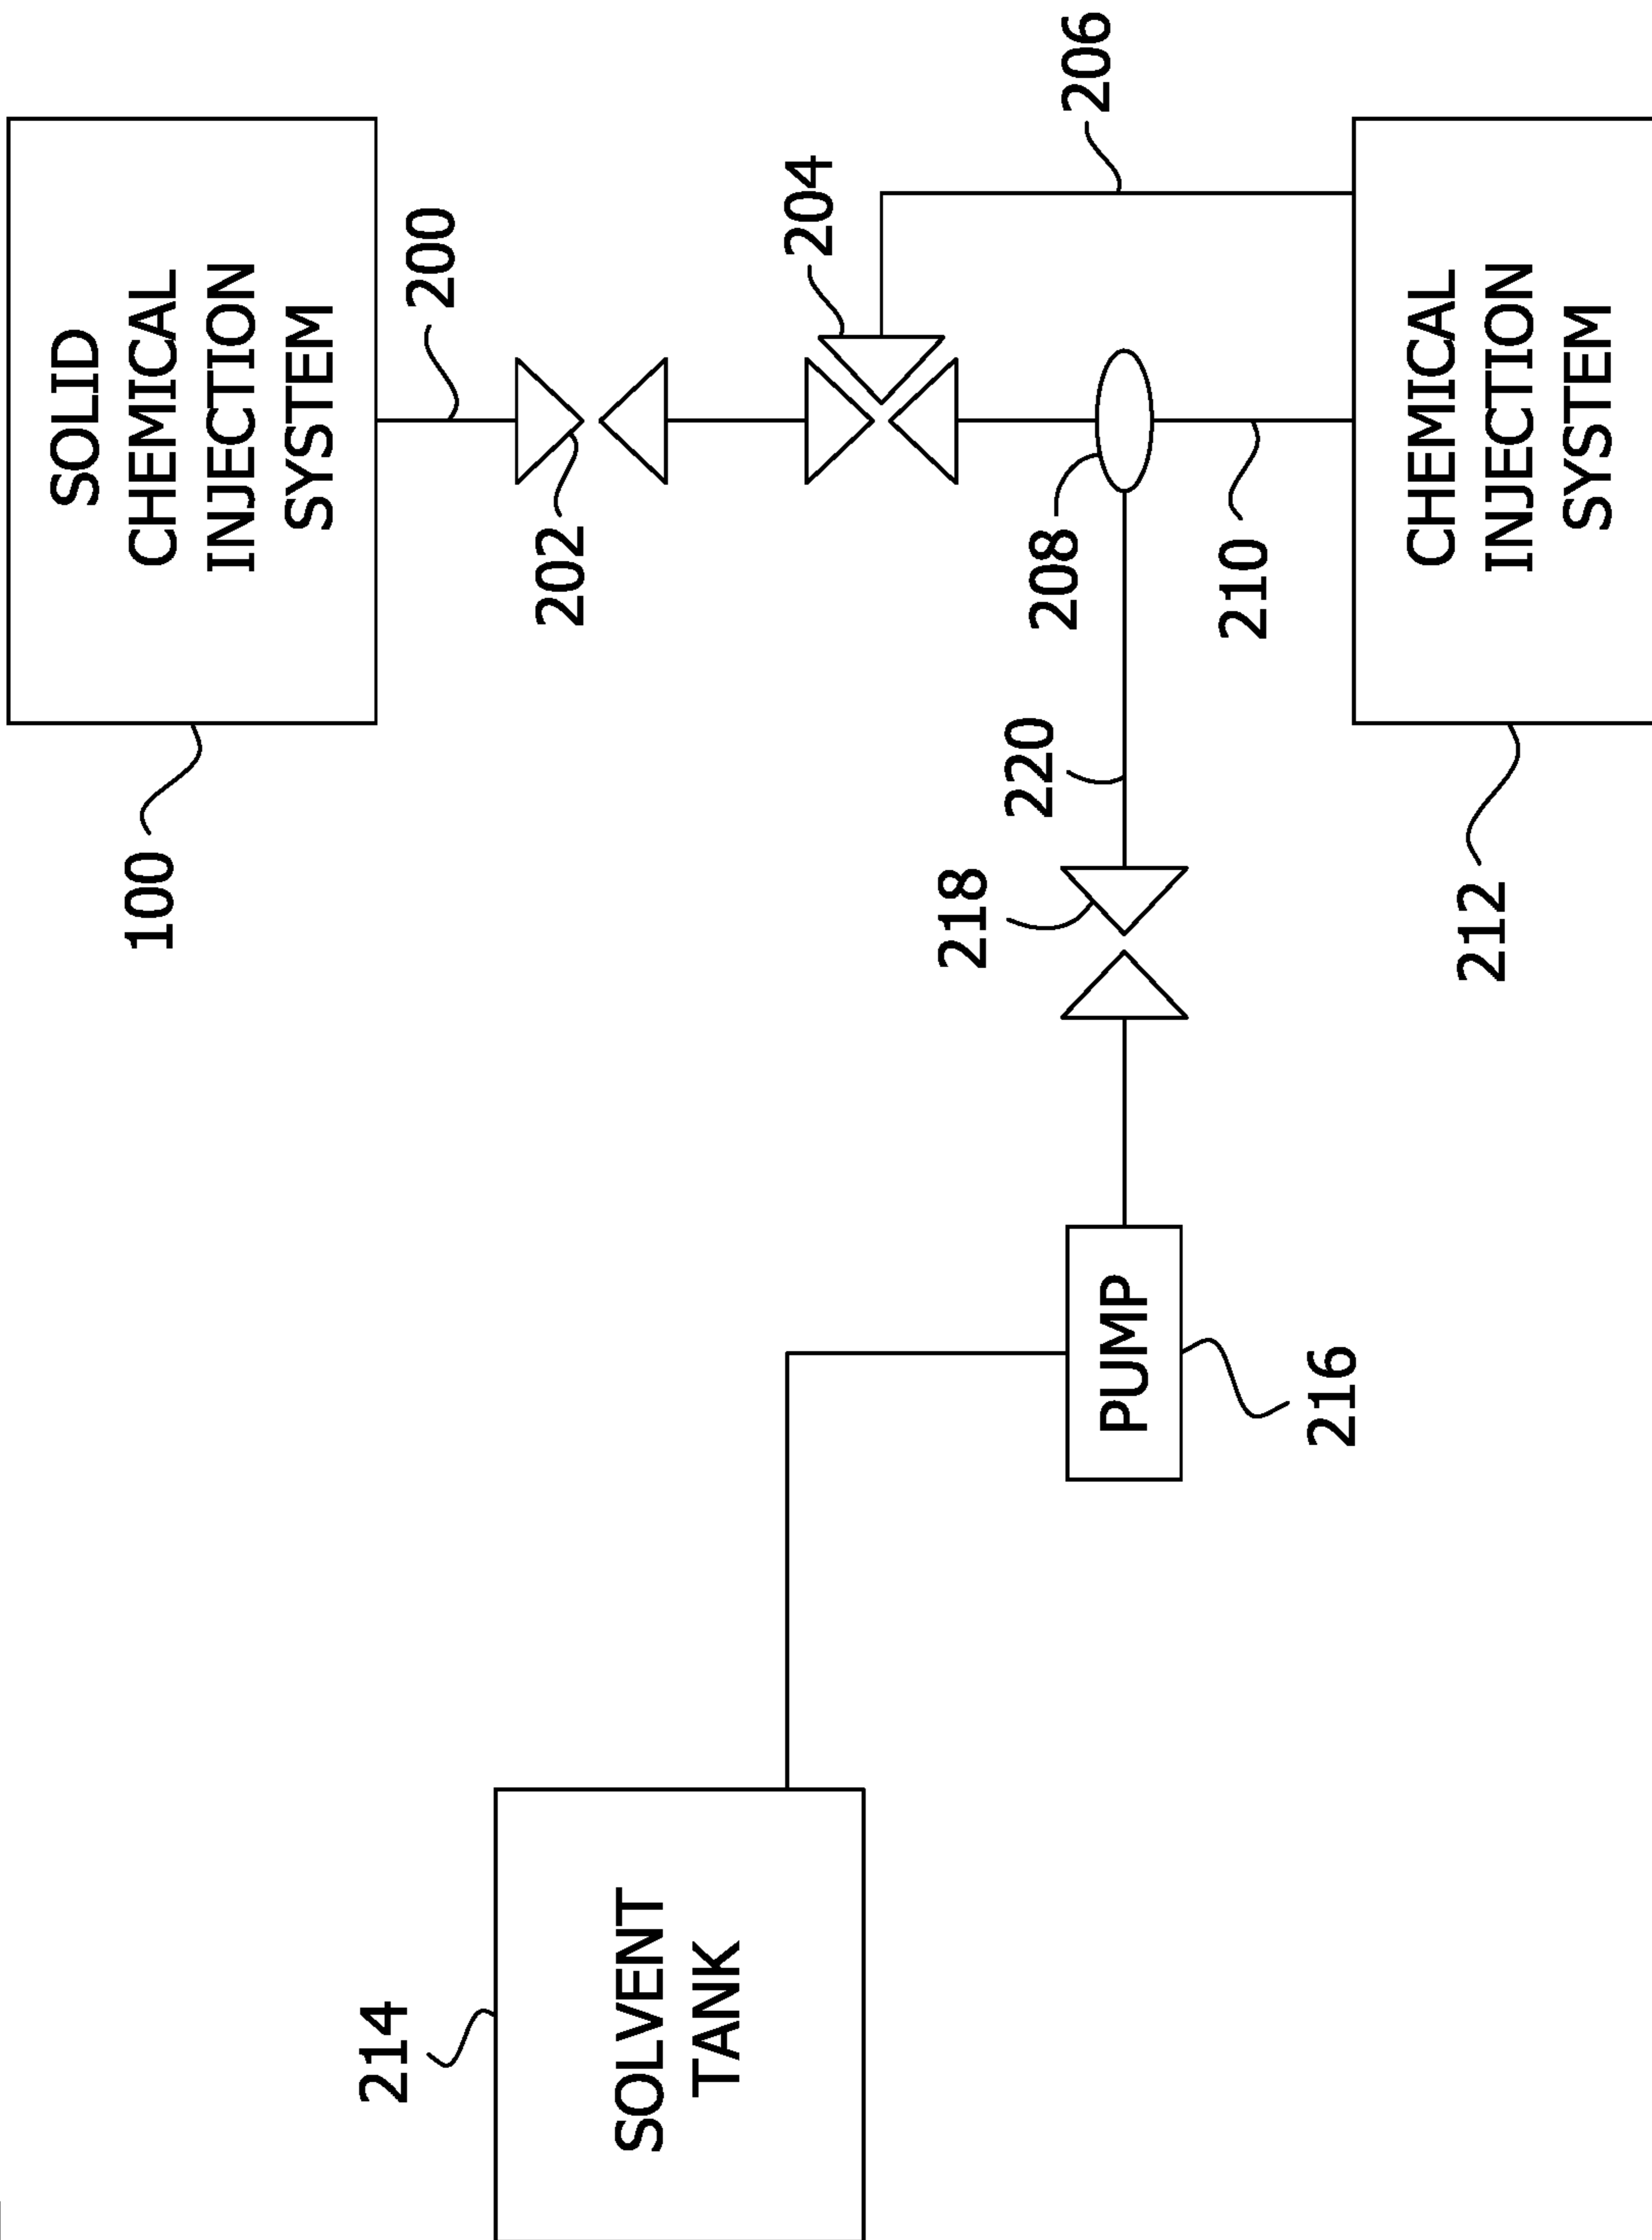 SOLID
CHEMICAL
INJECTION
SYSTEM
100
214
200
202
SOLVENT
TANK
204
218
220
208
206
PUMP
210
216
CHEMICAL
INJECTION
SYSTEM
212